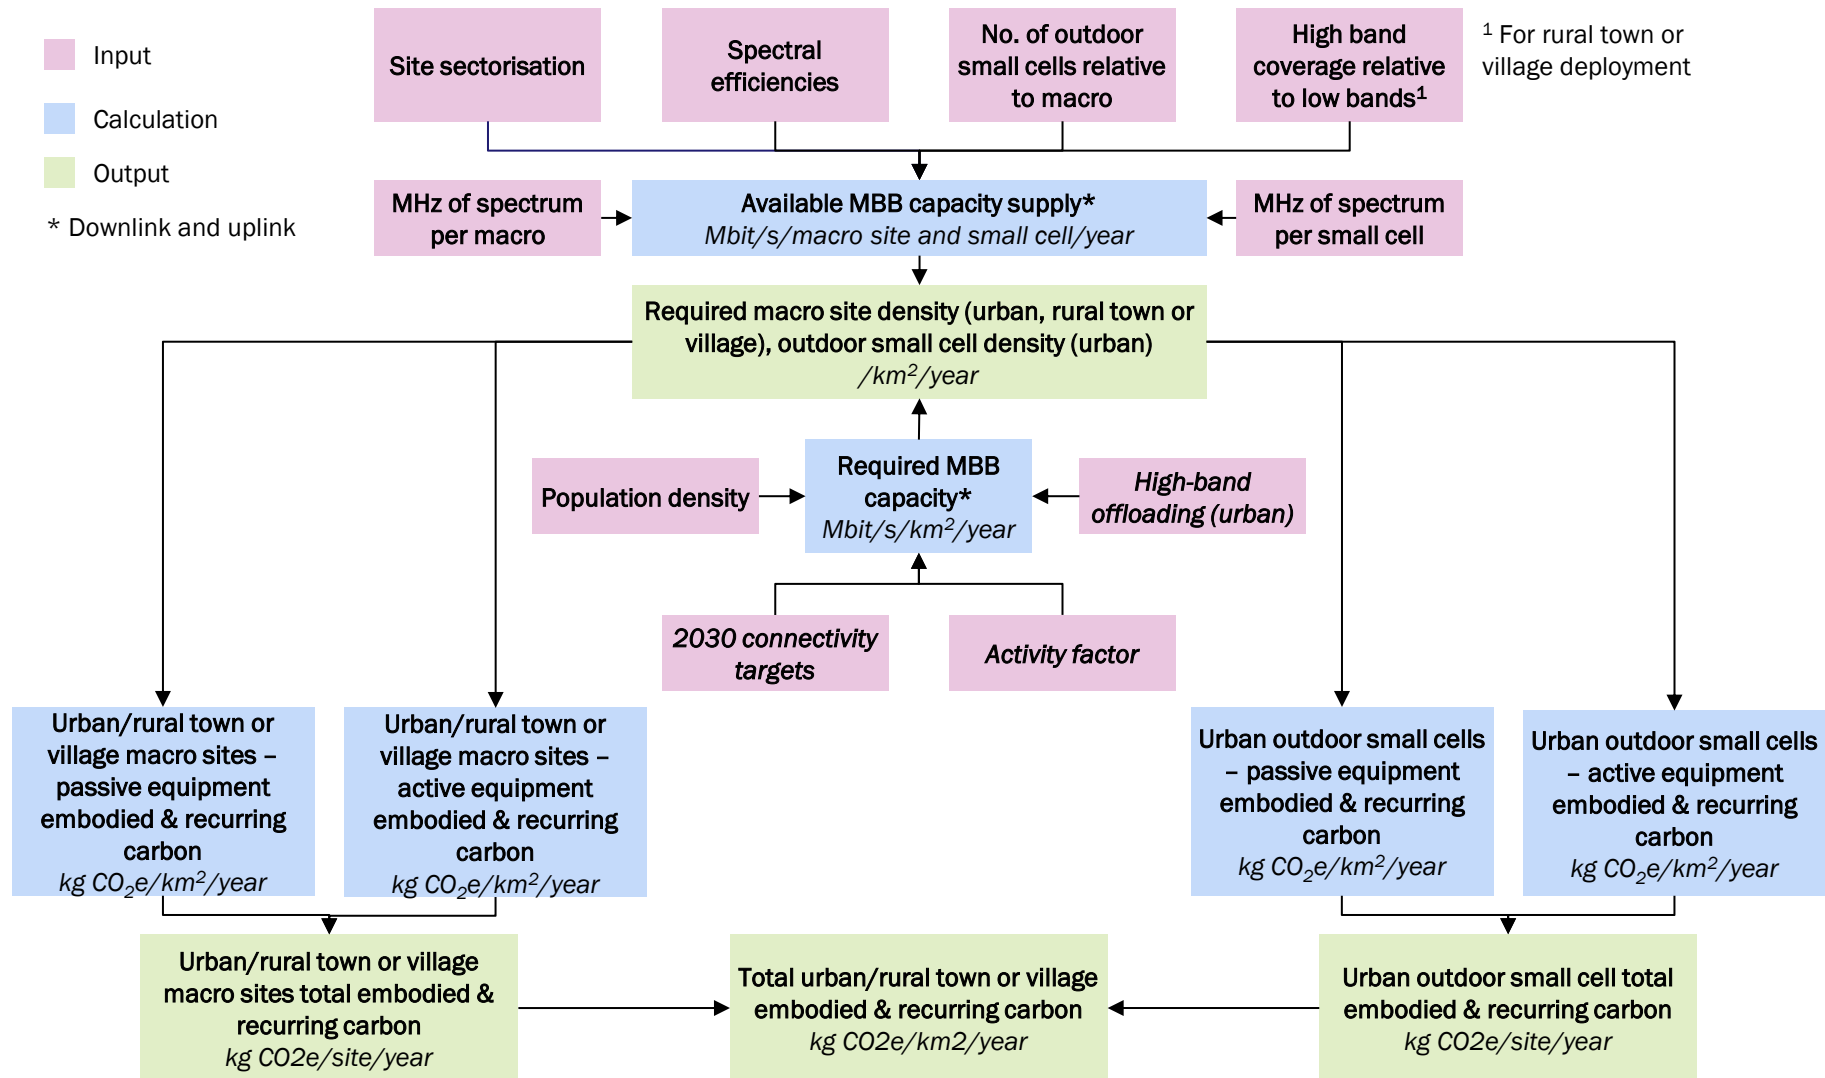 Input
Calculation
Output
* Downlink and uplink
Site sectorisation
Spectral
efficiencies
No. of outdoor
small cells relative
to macro
High band
coverage relative
to low bands¹
¹ For rural town or
village deployment
MHz of spectrum
per macro
Available MBB capacity supply*
Mbit/s/macro site and small cell/year
MHz of spectrum
per small cell
Required macro site density (urban, rural town or
village), outdoor small cell density (urban)
/km²/year
Population density
Required MBB
capacity*
Mbit/s/km²/year
High-band
offloading (urban)
2030 connectivity
targets
Activity factor
Urban/rural town or
village macro sites –
passive equipment
embodied & recurring
carbon
kg CO₂e/km²/year
Urban/rural town or
village macro sites –
active equipment
embodied & recurring
carbon
kg CO₂e/km²/year
Urban outdoor small cells
– passive equipment
embodied & recurring
carbon
kg CO₂e/km²/year
Urban outdoor small cells
– active equipment
embodied & recurring
carbon
kg CO₂e/km²/year
Urban/rural town or village
macro sites total embodied &
recurring carbon
kg CO2e/site/year
Total urban/rural town or village
embodied & recurring carbon
kg CO2e/km2/year
Urban outdoor small cell total
embodied & recurring carbon
kg CO2e/site/year